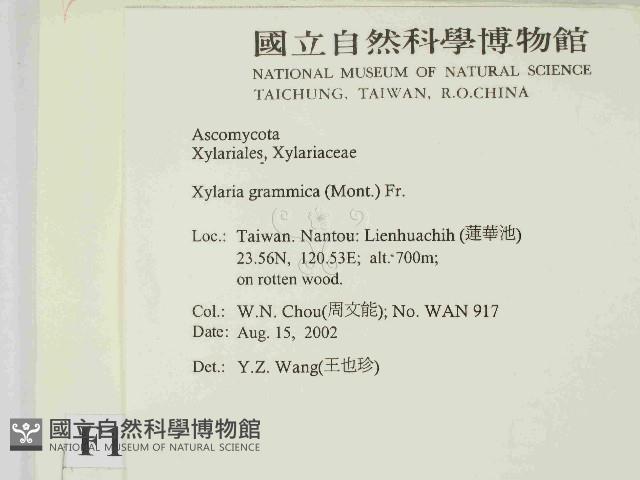 國立自然科學博物館
NATIONAL MUSEUM OF NATURAL SCIENCE
TAICHUNG, TAIWAN, R.O.CHINA
Ascomycota
Xylariales, Xylariaceae
Xylaria grammica (Mont.) Fr.
Loc.: Taiwan. Nantou: Lienhuachih (蓮華池)
23.56N, 120.53E; alt. 700m;
on rotten wood.
Col.: W.N. Chou(周文能); No. WAN 917
Date: Aug. 15, 2002
Det.: Y.Z. Wang(王也珍)
國立自然科學博物館
NATIONAL MUSEUM OF NATURAL SCIENCE